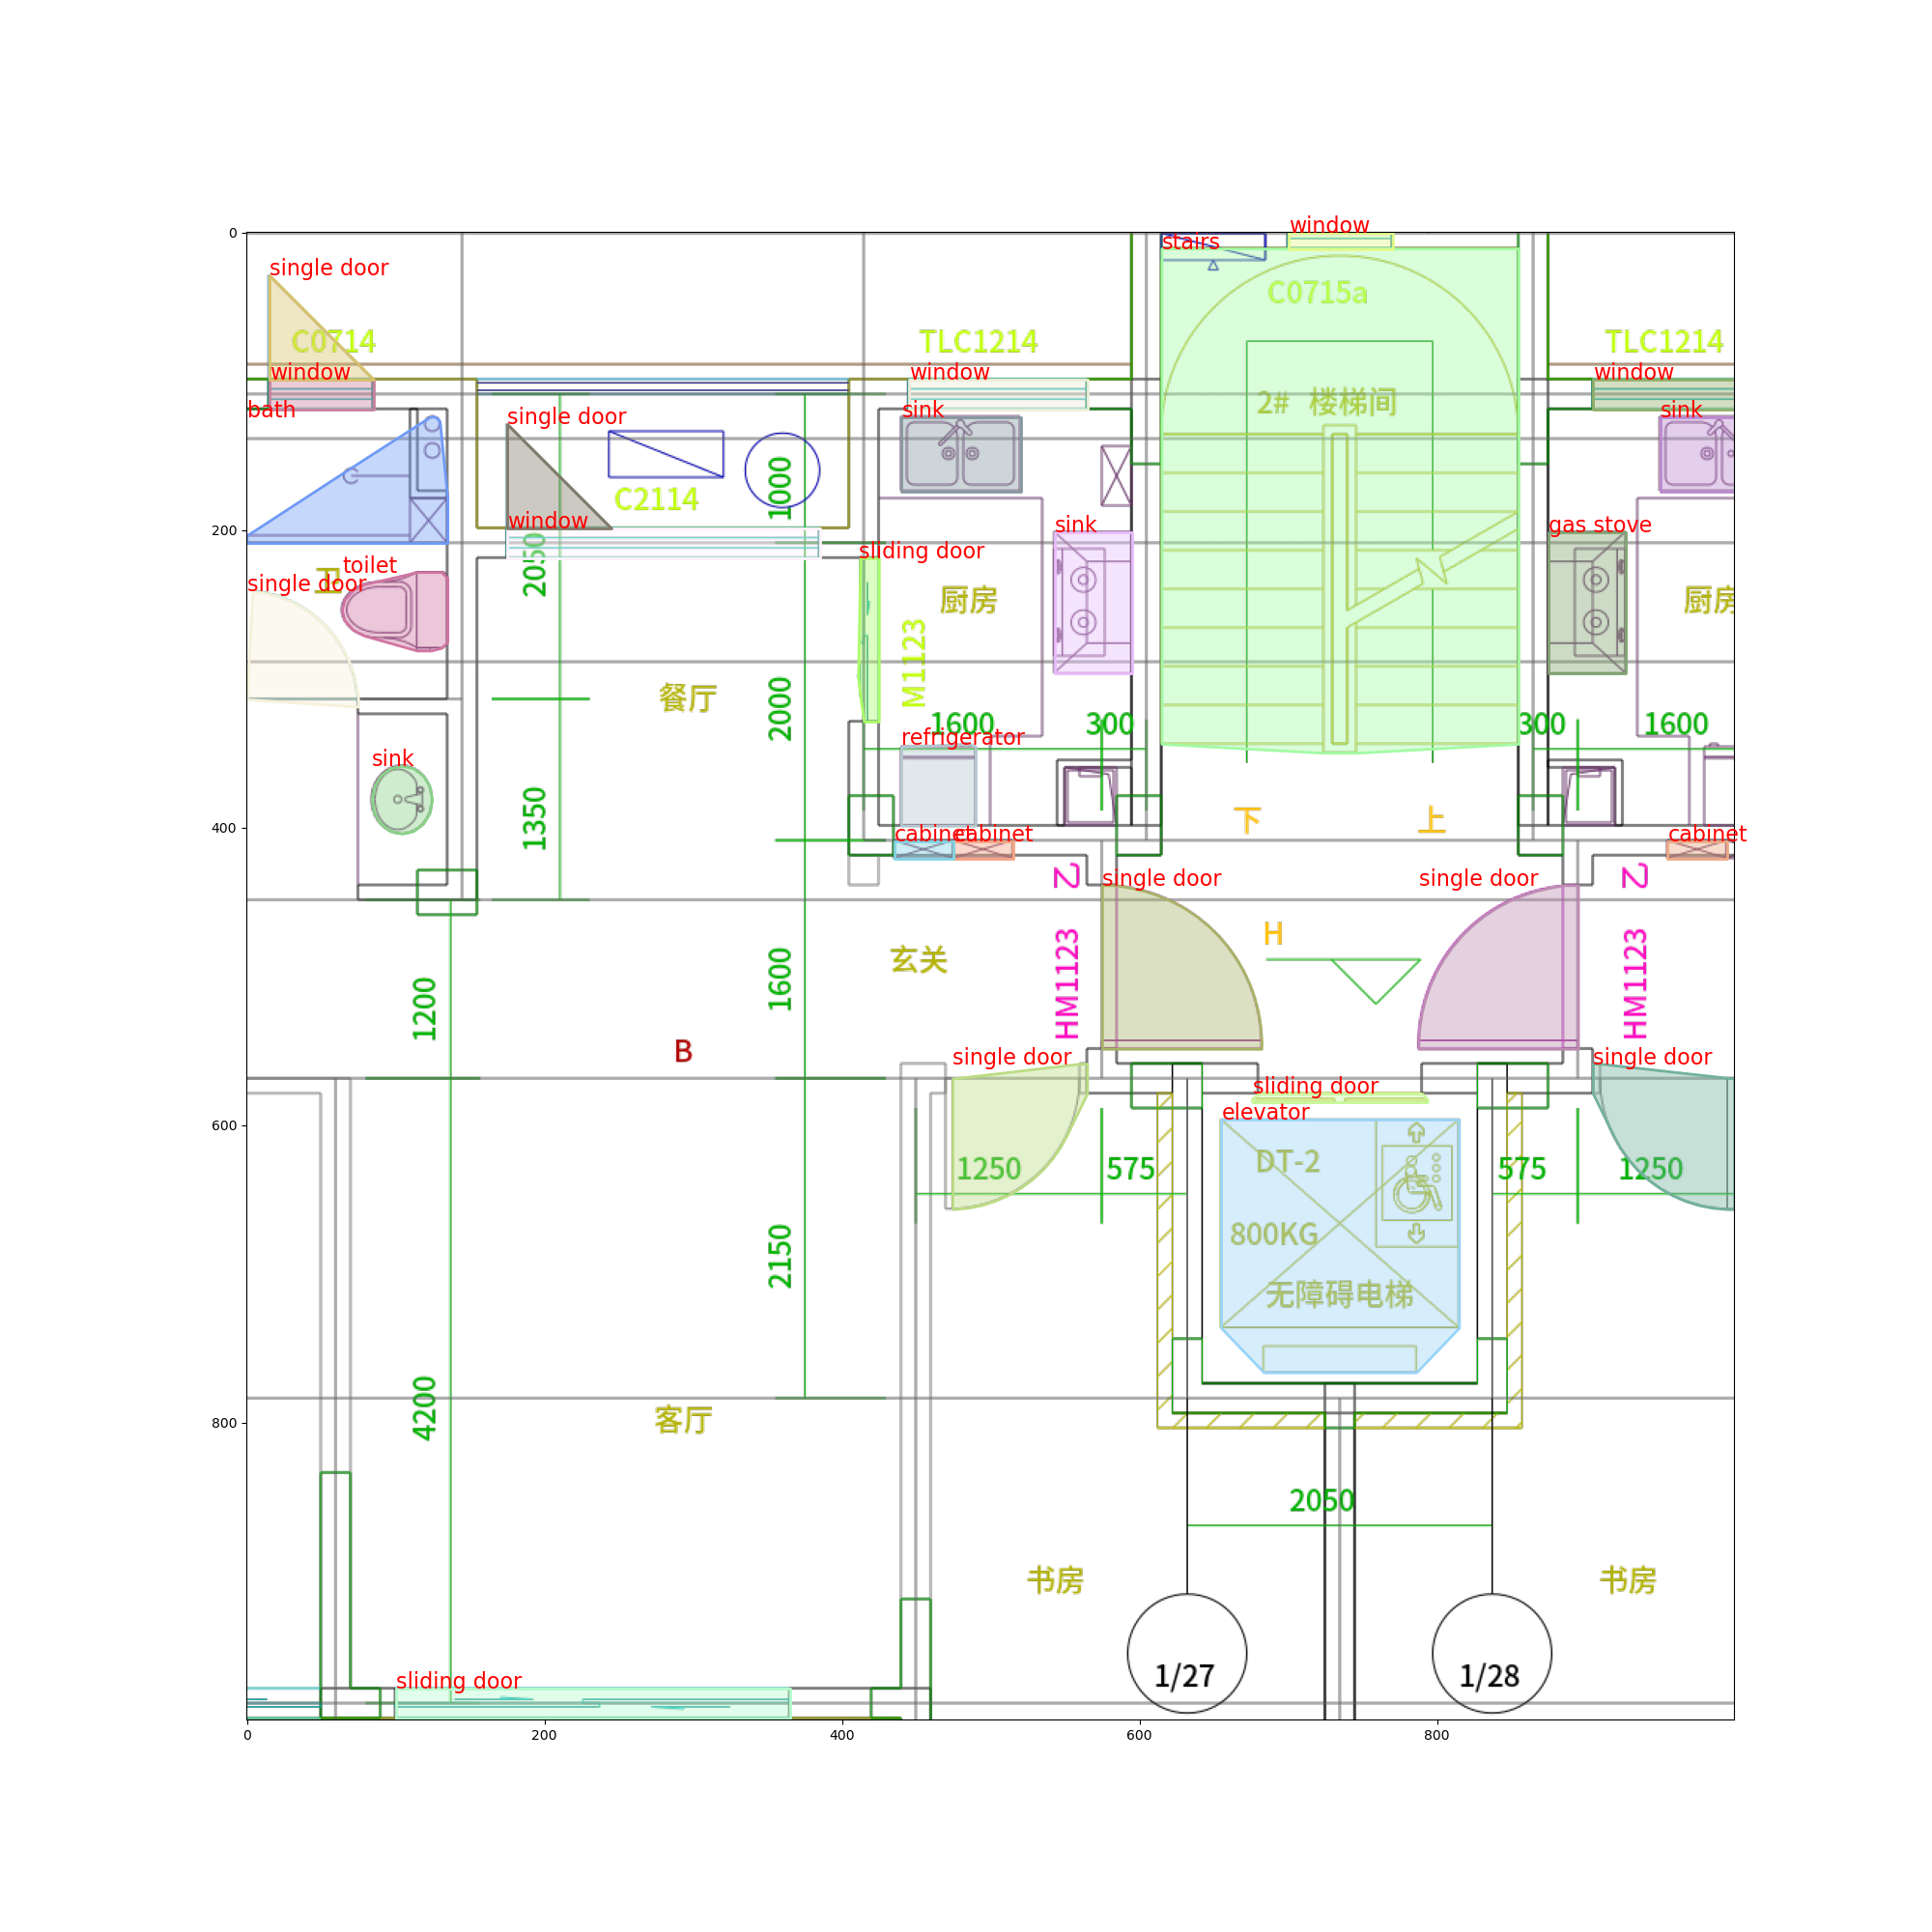 window
0
stairs
single door
C0715a
C0714
TLC1214
TLC1214
window
window
window
2# 楼梯间
bath
single door
sink
sink
1000
C2114
200
window
sink
gas stove
2050
sliding door
toilet
single door
厨房
厨房
M1123
餐厅
2000
1600
300
300
1600
refrigerator
sink
1350
下
上
400
cabinet
cabinet
cabinet
single door
single door
H
玄关
1600
1200
HM1123
HM1123
B
single door
single door
sliding door
elevator
600
DT-2
1250
575
575
1250
800KG
2150
无障碍电梯
4200
800
客厅
2050
书房
书房
1/27
1/28
sliding door
0
200
400
600
800